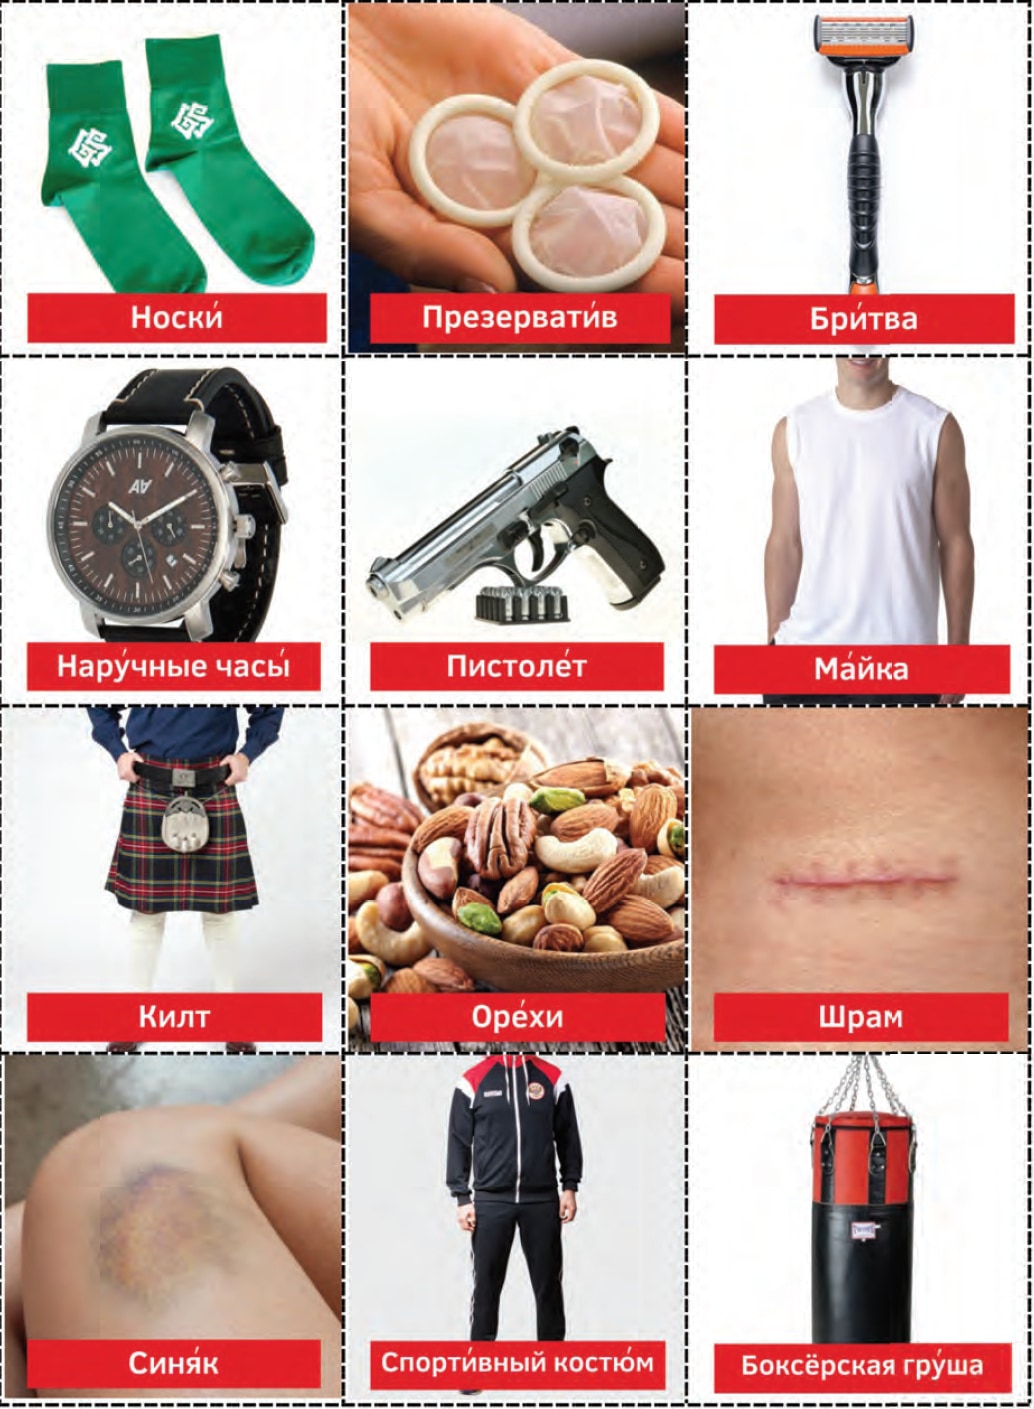 Носки́
Презервати́в
Бри́тва
Нару́чные часы́
Пистоле́т
Ма́йка
Килт
Оре́хи
Шрам
Синя́к
Спорти́вный костю́м
Боксёрская гру́ша